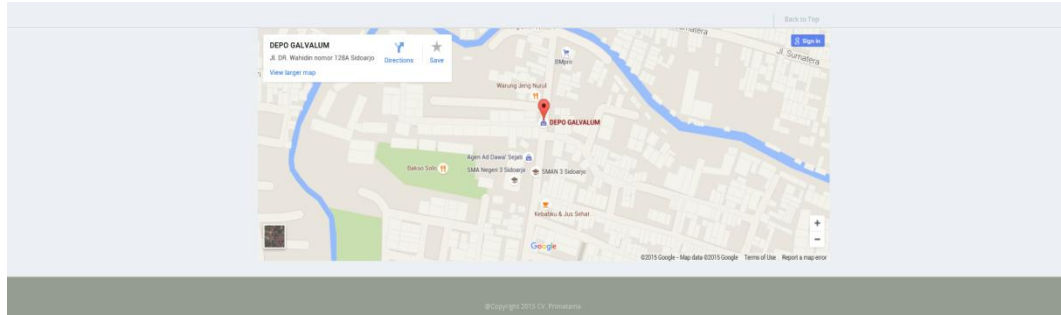 Back to Top
DEPO GALVALUM
Jl. DR. Wahidin nomor 128A Sidoarjo
Directions
Save
View larger map
Sign in
Jl. Sumatera
BMpro
Warung Jeng Nurul
DEPO GALVALUM
Agen Ad Dawa' Sejati
Bakso Solo
SMA Negeri 3 Sidoarjo
SMAN 3 Sidoarjo
Kebabku & Jus Sehat
Google
©2015 Google - Map data ©2015 Google Terms of Use Report a map error
@Copyright 2015 CV. Primatama